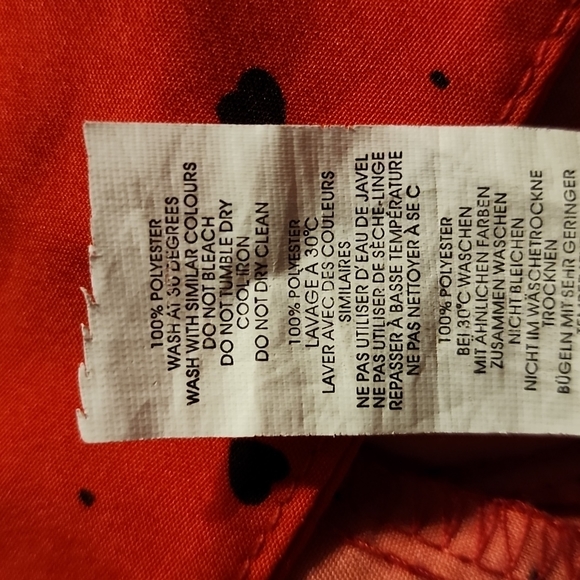 100% POLYESTER
WASH AT 30 DEGREES
WASH WITH SIMILAR COLOURS
DO NOT BLEACH
DO NOT TUMBLE DRY
COOL IRON
DO NOT DRY CLEAN
100% POLYESTER
LAVAGE À 30°C
LAVER AVEC DES COULEURS
SIMILAIRES
NE PAS UTILISER D' EAU DE JAVEL
NE PAS UTILISER DE SÈCHE-LINGE
REPASSER À BASSE TEMPÉRATURE
NE PAS NETTOYER À SE C
100% POLYESTER
BEI 30°C WASCHEN
MIT ÄHNLICHEN FARBEN
ZUSAMMEN WASCHEN
NICHT BLEICHEN
NICHT IM WÄSCHETROCKNE
TROCKNEN
BÜGELN MIT SEHR GERINGER